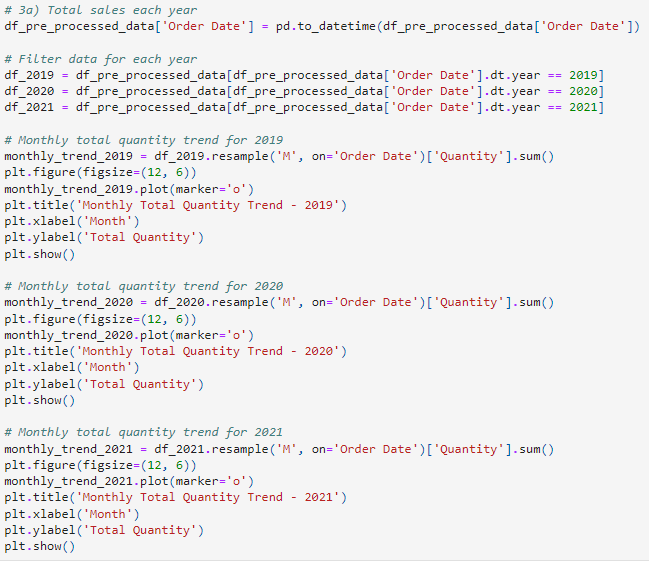 # 3a) Total sales each year
df_pre_processed_data['Order Date'] = pd.to_datetime(df_pre_processed_data['Order Date'])
# Filter data for each year
df_2019 = df_pre_processed_data[df_pre_processed_data['Order Date'].dt.year == 2019]
df_2020 = df_pre_processed_data[df_pre_processed_data['Order Date'].dt.year == 2020]
df_2021 = df_pre_processed_data[df_pre_processed_data['Order Date'].dt.year == 2021]
# Monthly total quantity trend for 2019
monthly_trend_2019 = df_2019.resample('M', on='Order Date')['Quantity'].sum()
plt.figure(figsize=(12, 6))
monthly_trend_2019.plot(marker='o')
plt.title('Monthly Total Quantity Trend - 2019')
plt.xlabel('Month')
plt.ylabel('Total Quantity')
plt.show()
# Monthly total quantity trend for 2020
monthly_trend_2020 = df_2020.resample('M', on='Order Date')['Quantity'].sum()
plt.figure(figsize=(12, 6))
monthly_trend_2020.plot(marker='o')
plt.title('Monthly Total Quantity Trend - 2020')
plt.xlabel('Month')
plt.ylabel('Total Quantity')
plt.show()
# Monthly total quantity trend for 2021
monthly_trend_2021 = df_2021.resample('M', on='Order Date')['Quantity'].sum()
plt.figure(figsize=(12, 6))
monthly_trend_2021.plot(marker='o')
plt.title('Monthly Total Quantity Trend - 2021')
plt.xlabel('Month')
plt.ylabel('Total Quantity')
plt.show()